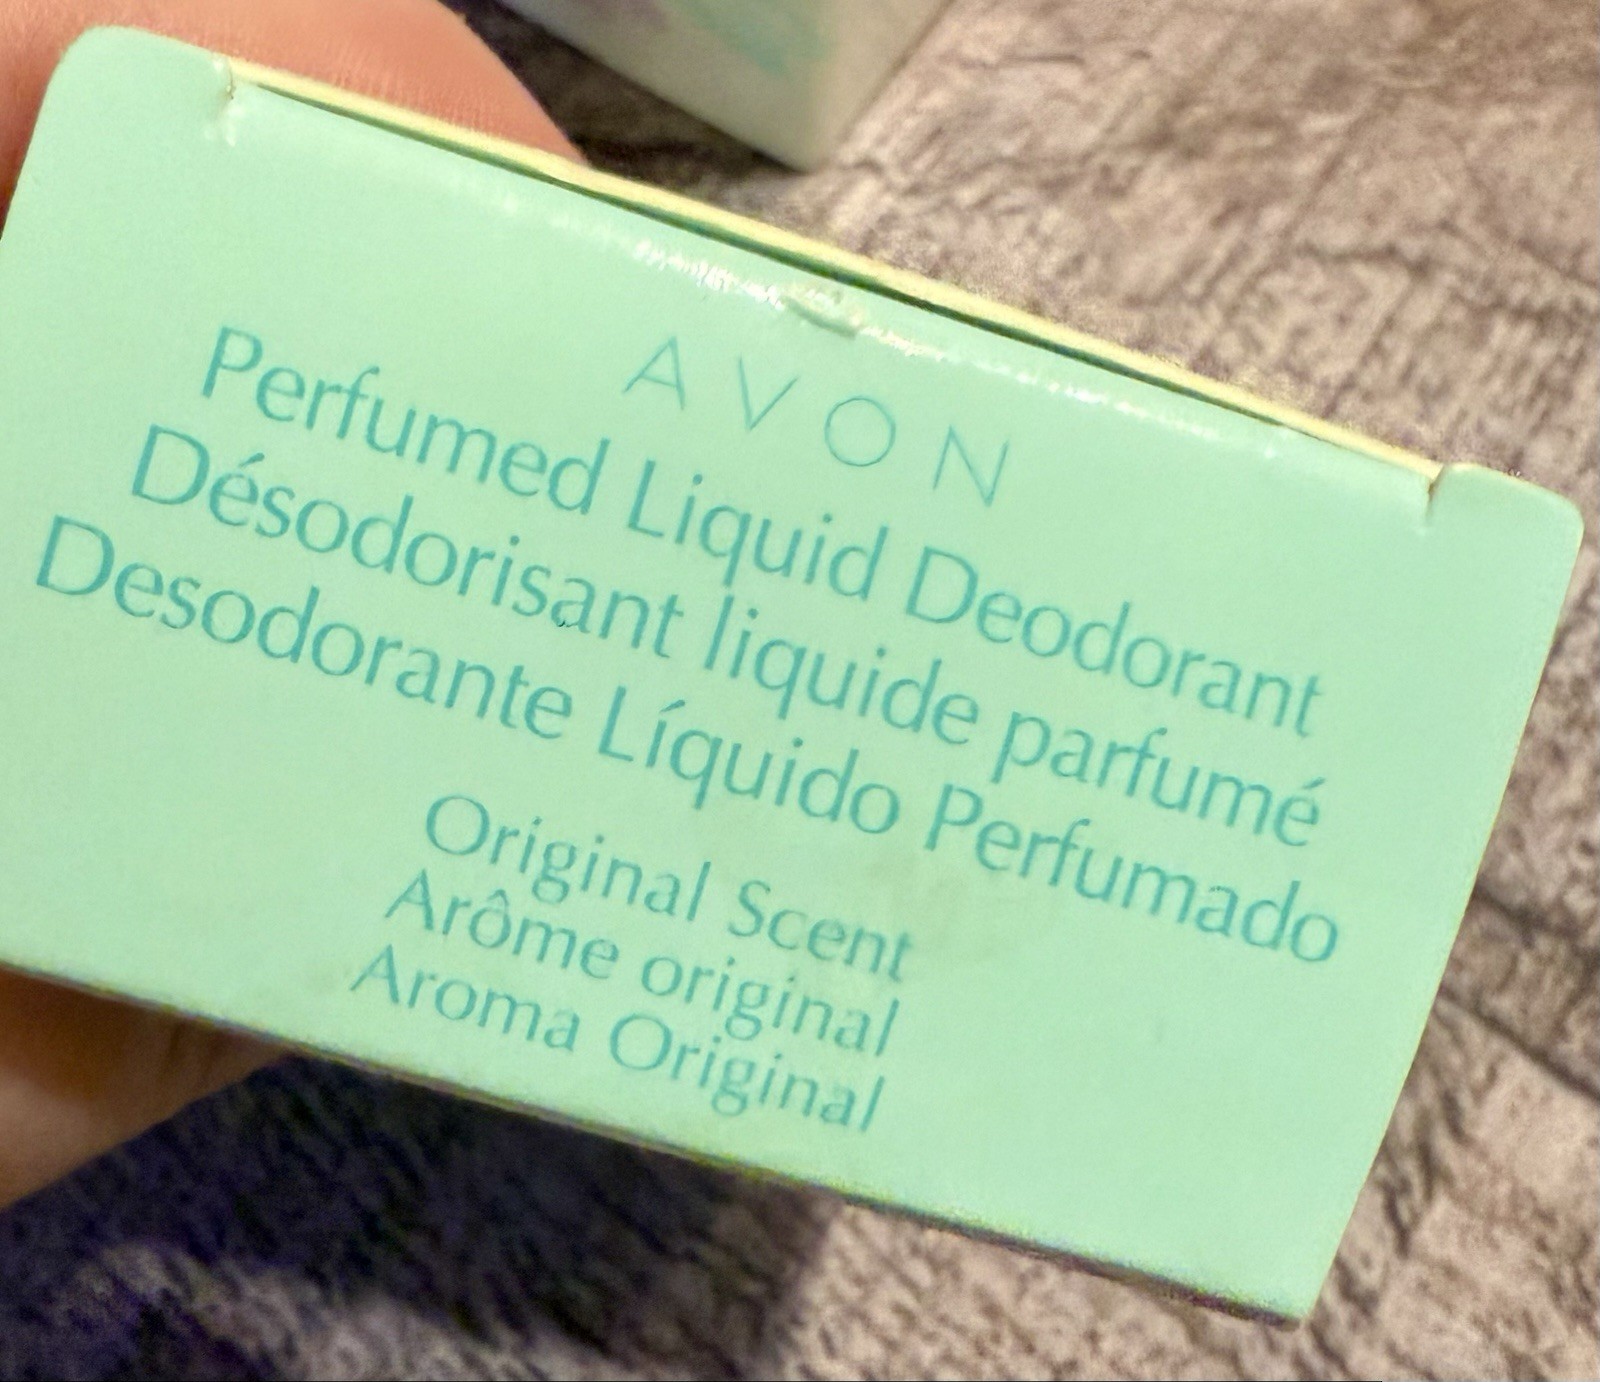 AVON
Perfumed Liquid Deodorant
Désodorisant liquide parfumé
Desodorante Líquido Perfumado
Original Scent
Arôme original
Aroma Original